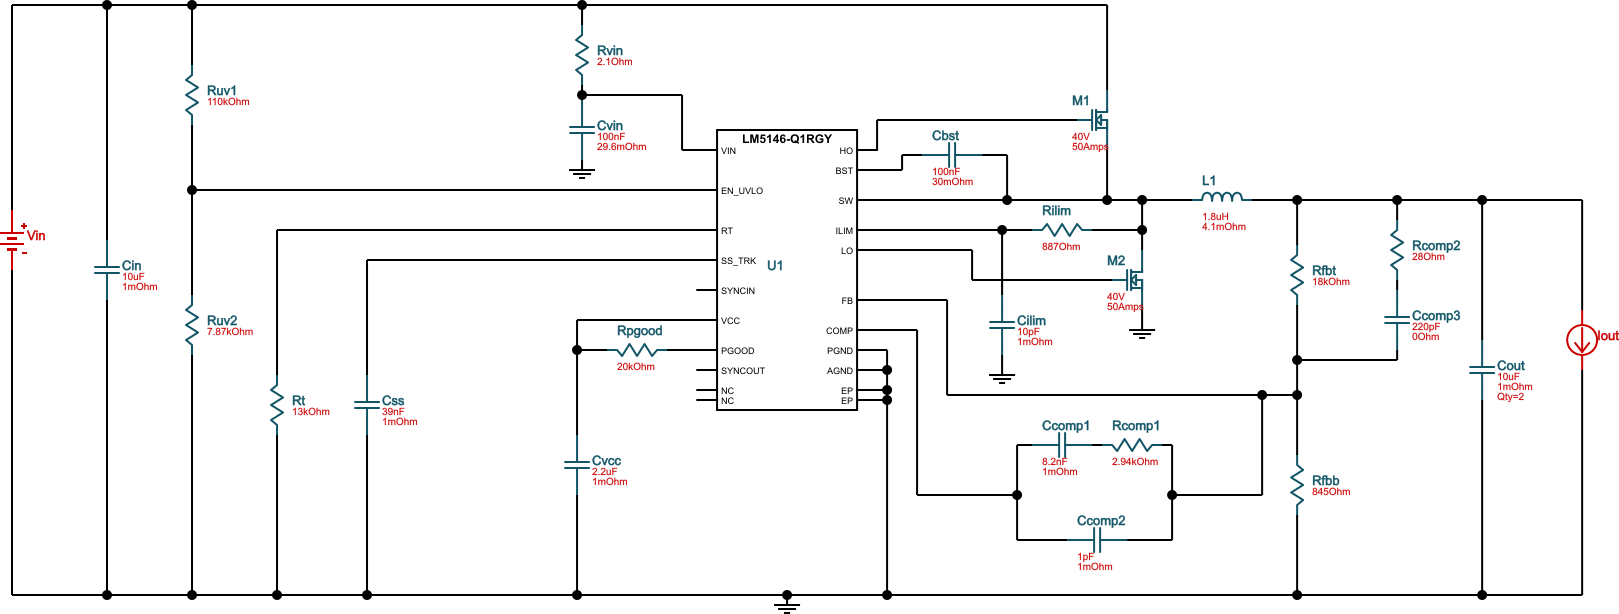 Vin
Cin
10uF
1mOhm
Ruv1
110kOhm
Ruv2
7.87kOhm
Rt
13kOhm
Css
39nF
1mOhm
Rvin
2.1Ohm
Cvin
100nF
29.6mOhm
Rpgood
20kOhm
Cvcc
2.2uF
1mOhm
LM5146-Q1RGY
U1
VIN
EN_UVLO
RT
SS_TRK
SYNCIN
VCC
PGOOD
SYNCOUT
NC
NC
HO
BST
SW
ILIM
LO
FB
COMP
PGND
AGND
EP
EP
Cbst
100nF
30mOhm
M1
40V
50Amps
Rilim
887Ohm
M2
40V
50Amps
Cilim
10pF
1mOhm
L1
1.8uH
4.1mOhm
Ccomp1
8.2nF
1mOhm
Rcomp1
2.94kOhm
Ccomp2
1pF
1mOhm
Rfbt
18kOhm
Rfbb
845Ohm
Rcomp2
28Ohm
Ccomp3
220pF
0Ohm
Cout
10uF
1mOhm
Qty=2
Iout